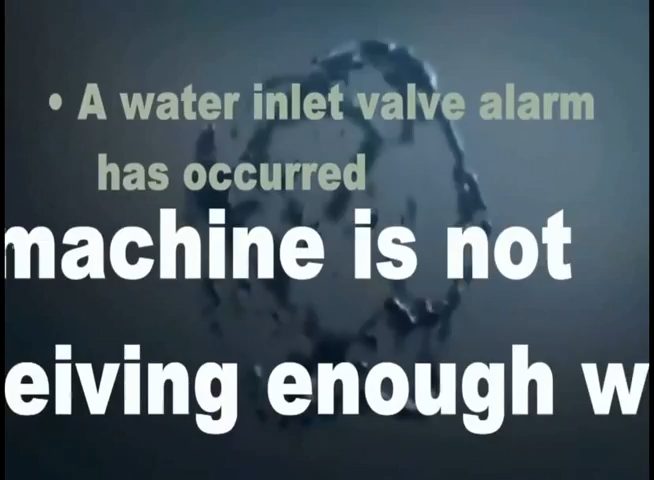 • A water inlet valve alarm
has occurred
machine is not
eiving enough w